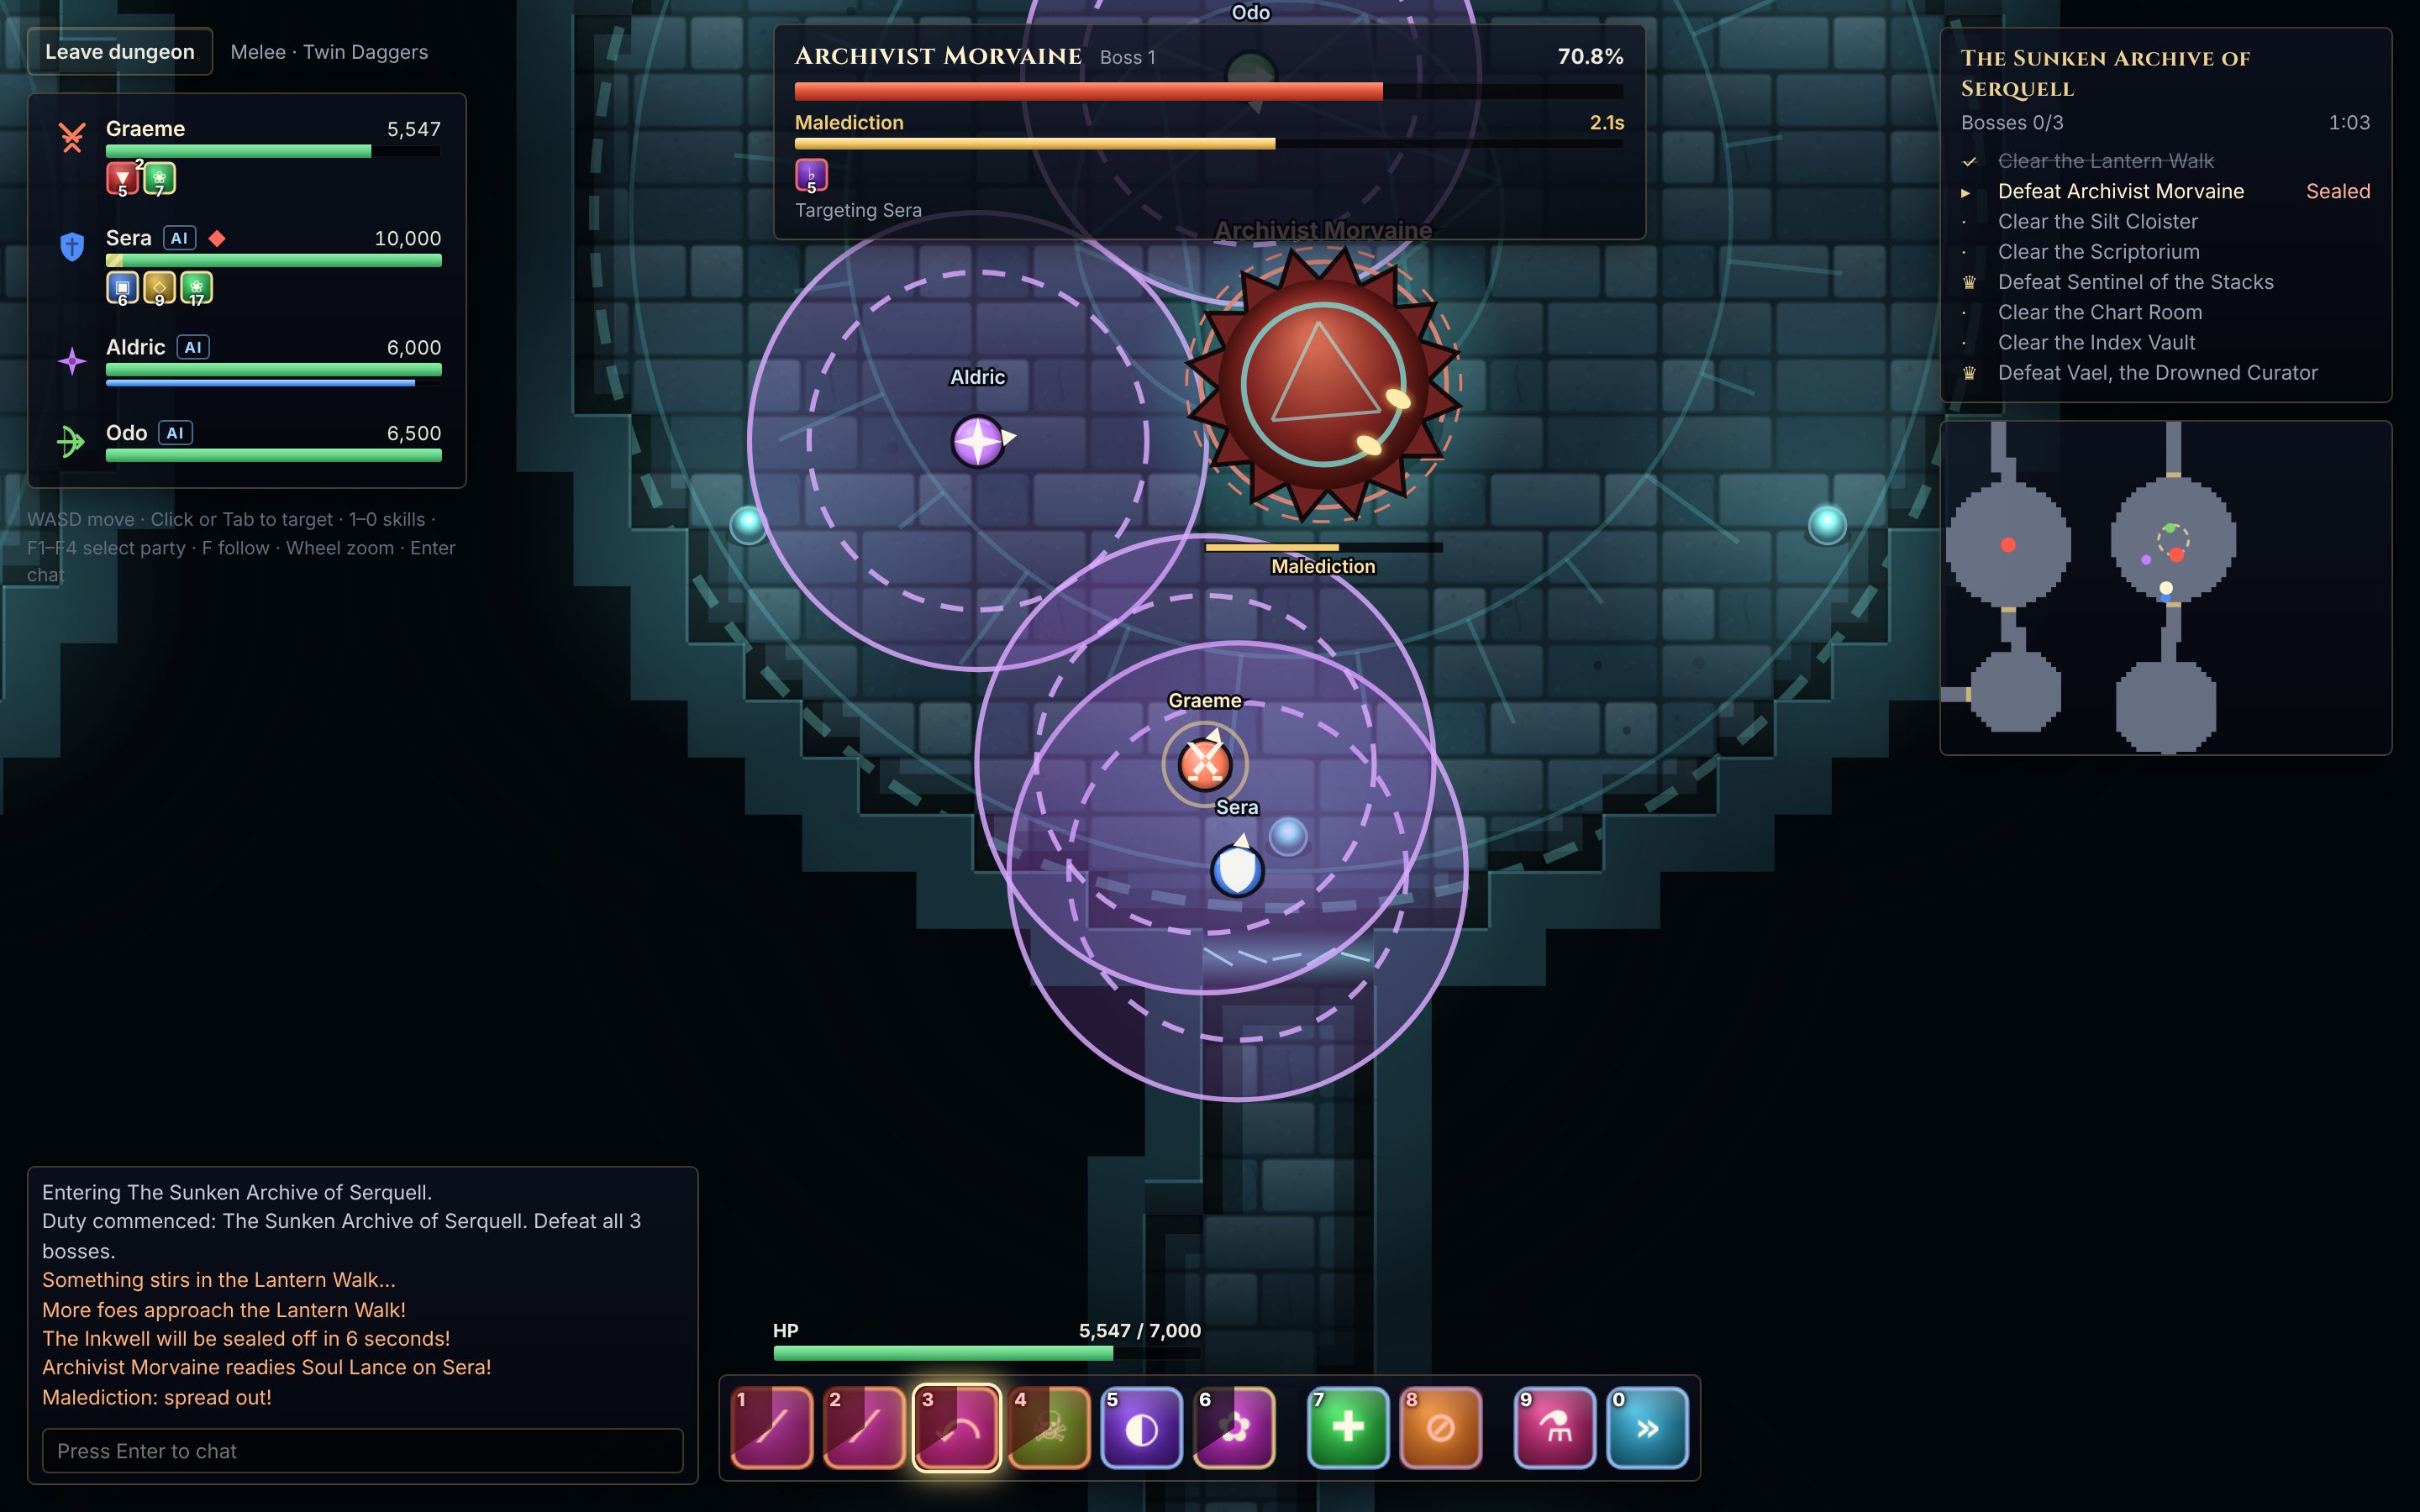 Leave dungeon
Melee · Twin Daggers
Graeme 5,547
2
5 7
Sera AI 10,000
6 9 17
Aldric AI 6,000
Odo AI 6,500
WASD move · Click or Tab to target · 1–0 skills ·
F1–F4 select party · F follow · Wheel zoom · Enter
chat
Odo
ARCHIVIST MORVAINE Boss 1 70.8%
Malediction 2.1s
5
Targeting Sera
Archivist Morvaine
Aldric
Malediction
Graeme
Sera
THE SUNKEN ARCHIVE OF
SERQUELL
Bosses 0/3 1:03
Clear the Lantern Walk
Defeat Archivist Morvaine Sealed
Clear the Silt Cloister
Clear the Scriptorium
Defeat Sentinel of the Stacks
Clear the Chart Room
Clear the Index Vault
Defeat Vael, the Drowned Curator
Entering The Sunken Archive of Serquell.
Duty commenced: The Sunken Archive of Serquell. Defeat all 3
bosses.
Something stirs in the Lantern Walk...
More foes approach the Lantern Walk!
The Inkwell will be sealed off in 6 seconds!
Archivist Morvaine readies Soul Lance on Sera!
Malediction: spread out!
Press Enter to chat
HP 5,547 / 7,000
1 2 3 4 5 6 7 8 9 0